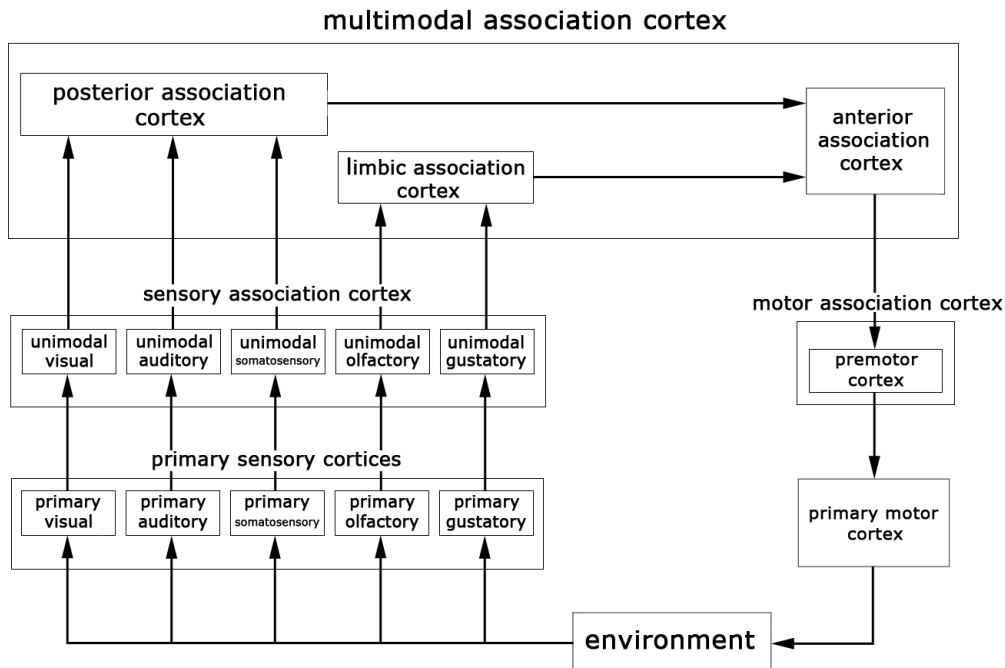 multimodal association cortex
posterior association
cortex
anterior
association
cortex
limbic association
cortex
sensory association cortex
motor association cortex
unimodal
visual
unimodal
auditory
unimodal
somatosensory
unimodal
olfactory
unimodal
gustatory
premotor
cortex
primary sensory cortices
primary
visual
primary
auditory
primary
somatosensory
primary
olfactory
primary
gustatory
primary motor
cortex
environment